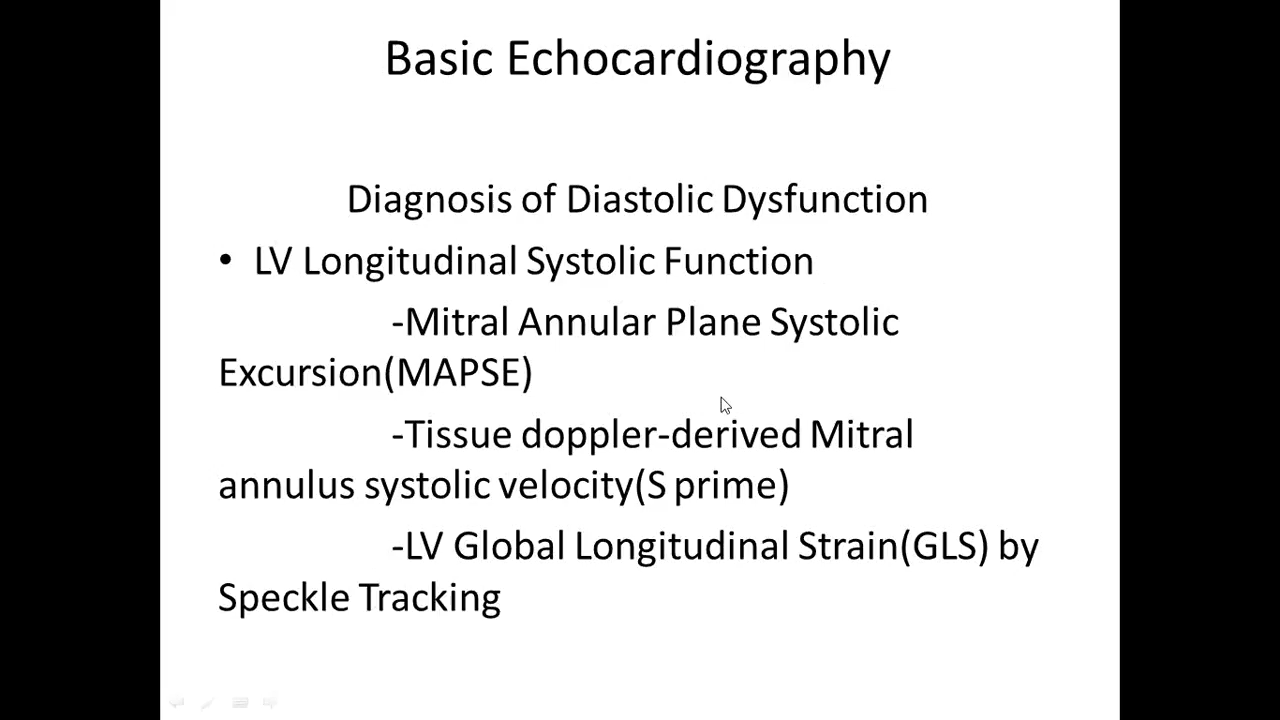 Basic Echocardiography
Diagnosis of Diastolic Dysfunction
• LV Longitudinal Systolic Function
-Mitral Annular Plane Systolic
Excursion(MAPSE)
-Tissue doppler-derived Mitral
annulus systolic velocity(S prime)
-LV Global Longitudinal Strain(GLS) by
Speckle Tracking